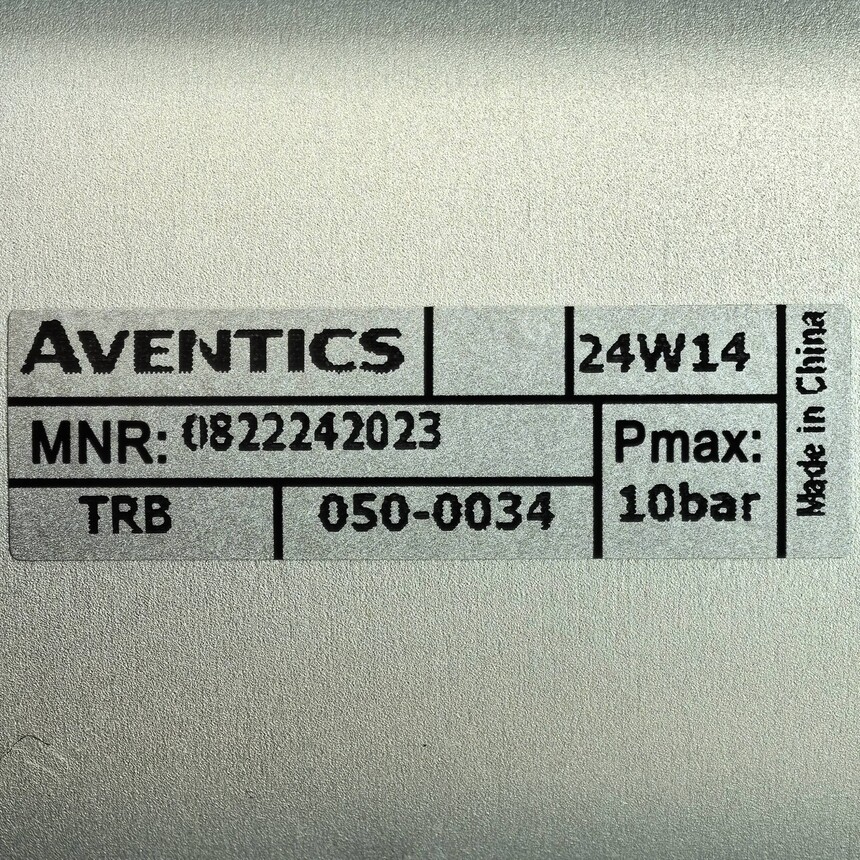 AVENTICS
24W14
MNR: 0822242023
Pmax:
10bar
TRB
050-0034
Made in China